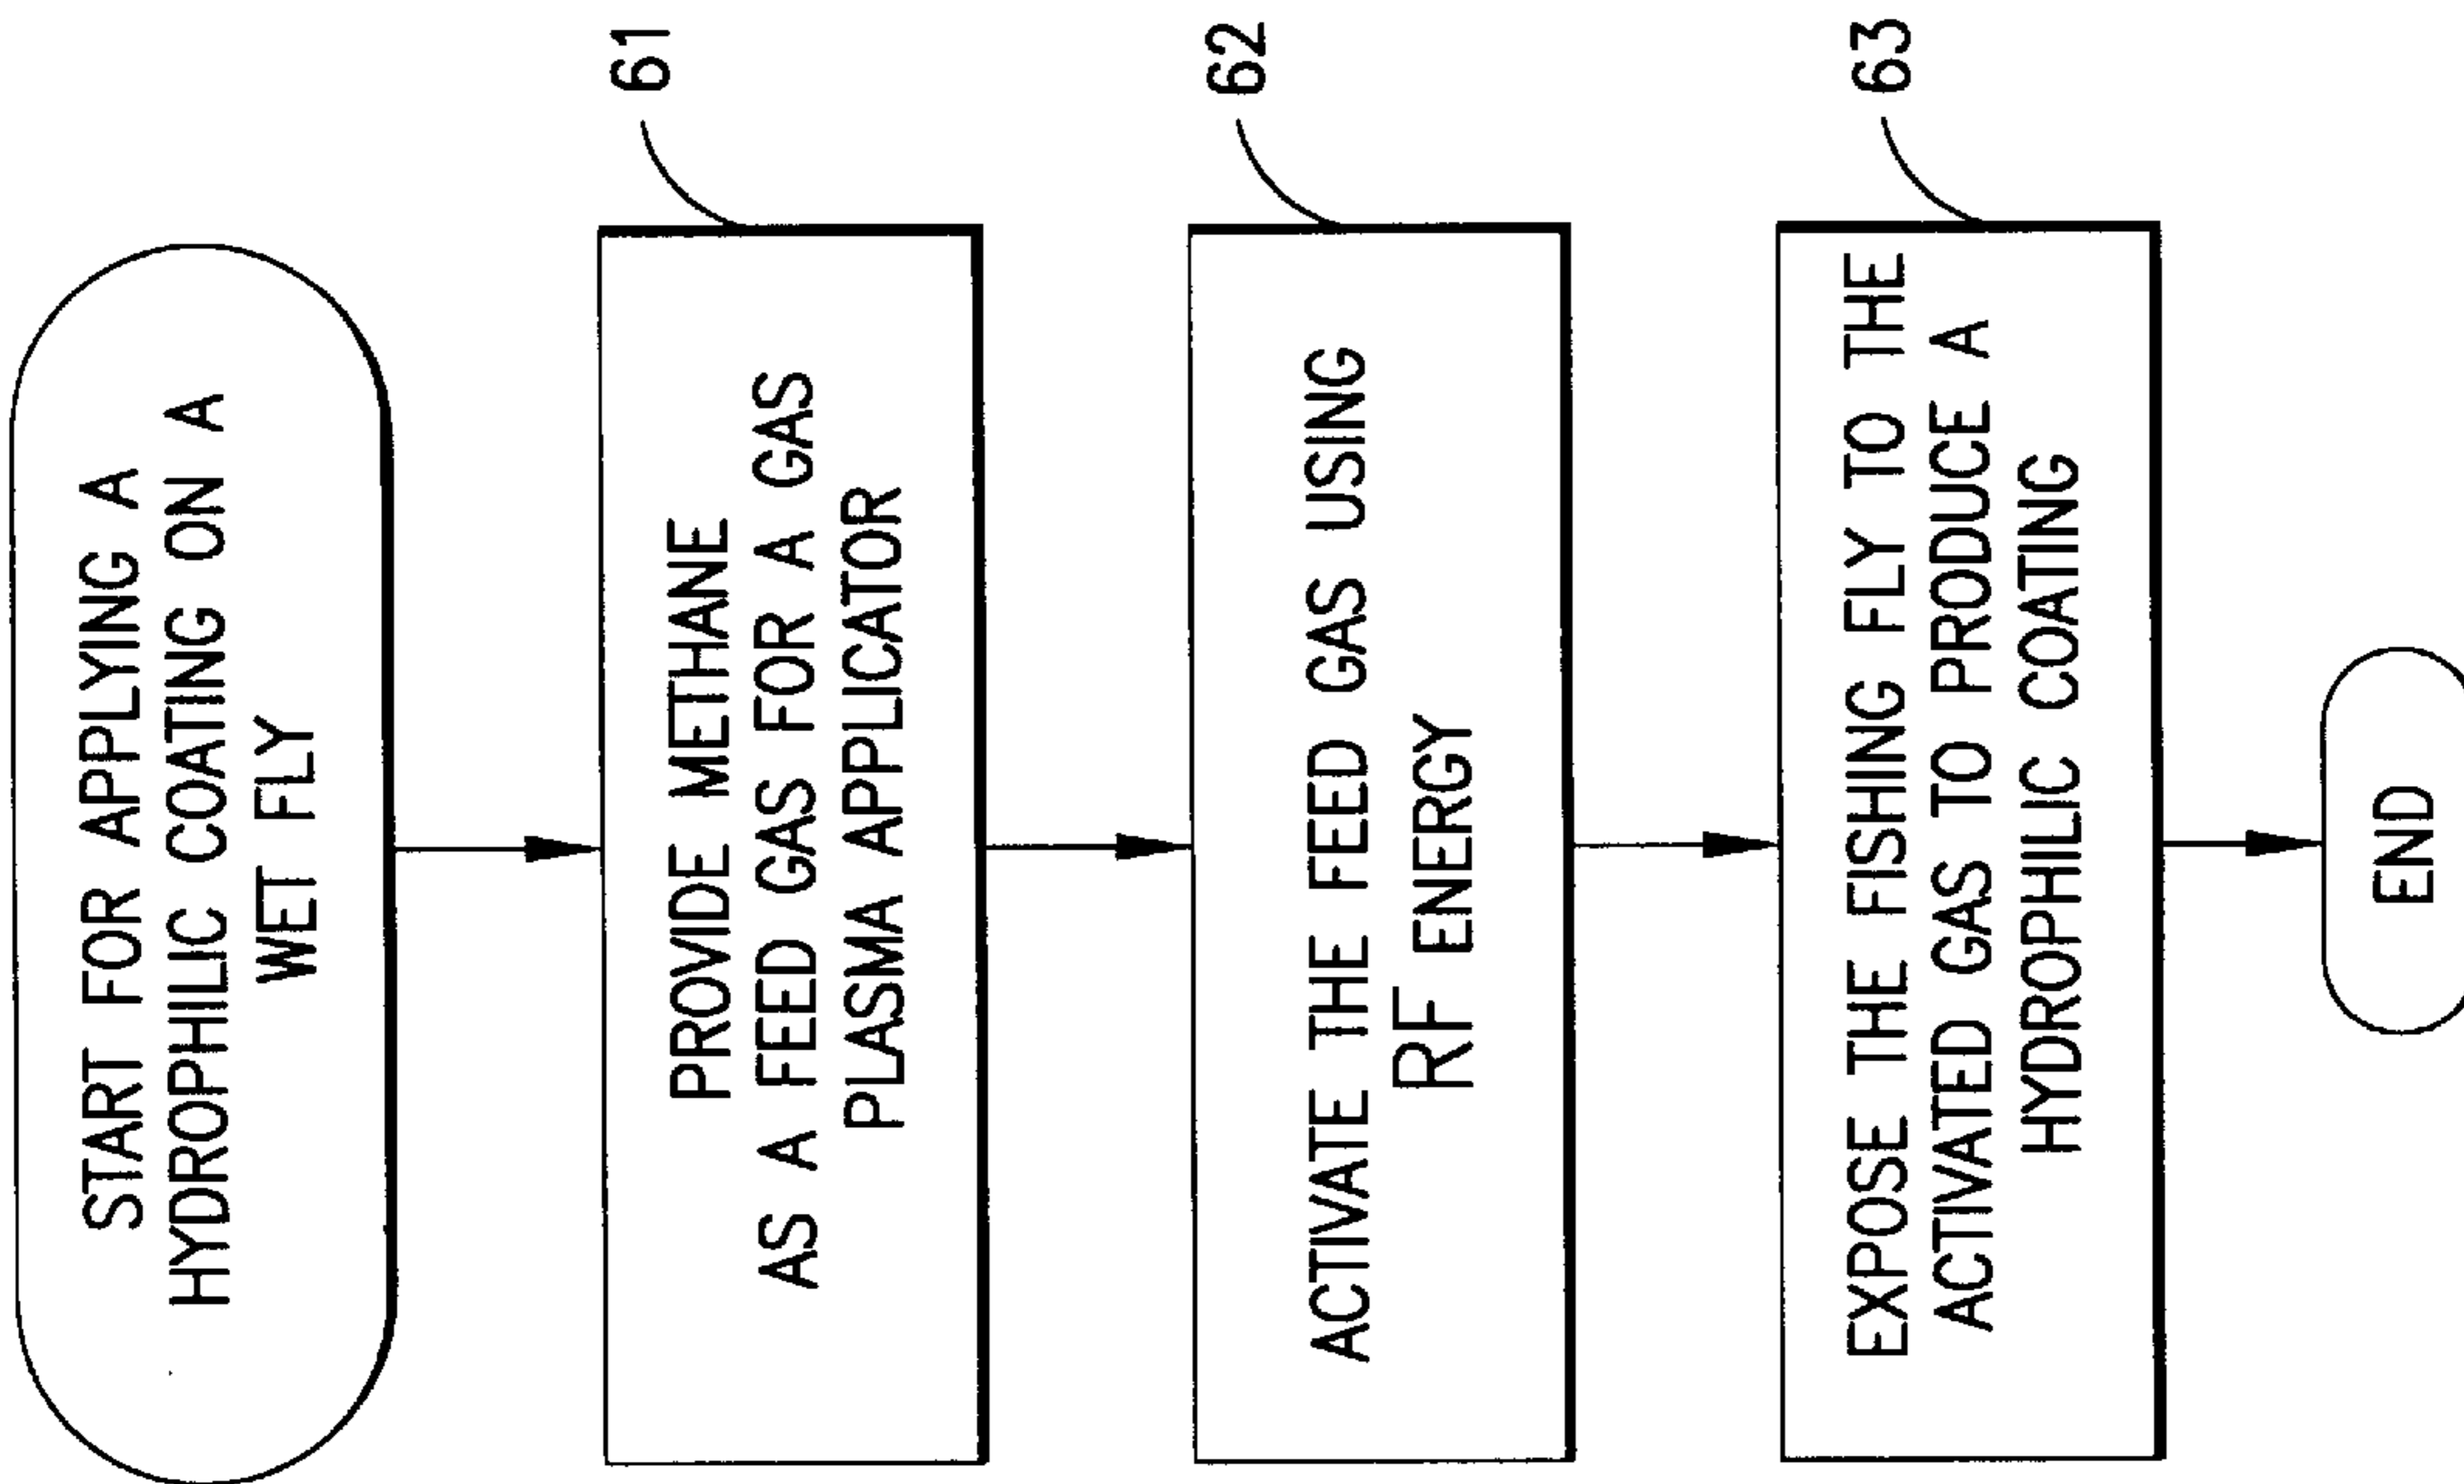 START FOR APPLYING A
HYDROPHILIC COATING ON A
WET FLY
61
PROVIDE METHANE
AS A FEED GAS FOR A GAS
PLASMA APPLICATOR
62
ACTIVATE THE FEED GAS USING
RF ENERGY
63
EXPOSE THE FISHING FLY TO THE
ACTIVATED GAS TO PRODUCE A
HYDROPHILIC COATING
END